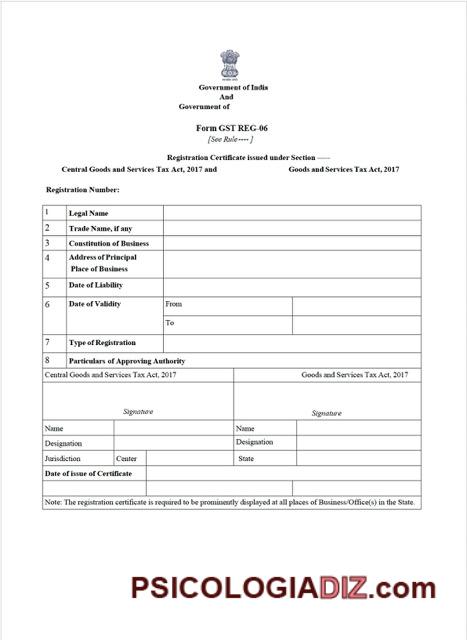 Government of India
And
Government of
Form GST REG-06
[See Rule---- ]
Registration Certificate issued under Section -----
Central Goods and Services Tax Act, 2017 and Goods and Services Tax Act, 2017
Registration Number:
1 Legal Name
2 Trade Name, if any
3 Constitution of Business
4 Address of Principal
Place of Business
5 Date of Liability
6 Date of Validity From
To
7 Type of Registration
8 Particulars of Approving Authority
Central Goods and Services Tax Act, 2017 Goods and Services Tax Act, 2017
Signature Signature
Name Name
Designation Designation
Jurisdiction Center State
Date of issue of Certificate
Note: The registration certificate is required to be prominently displayed at all places of Business/Office(s) in the State.
PSICOLOGIADIZ.com